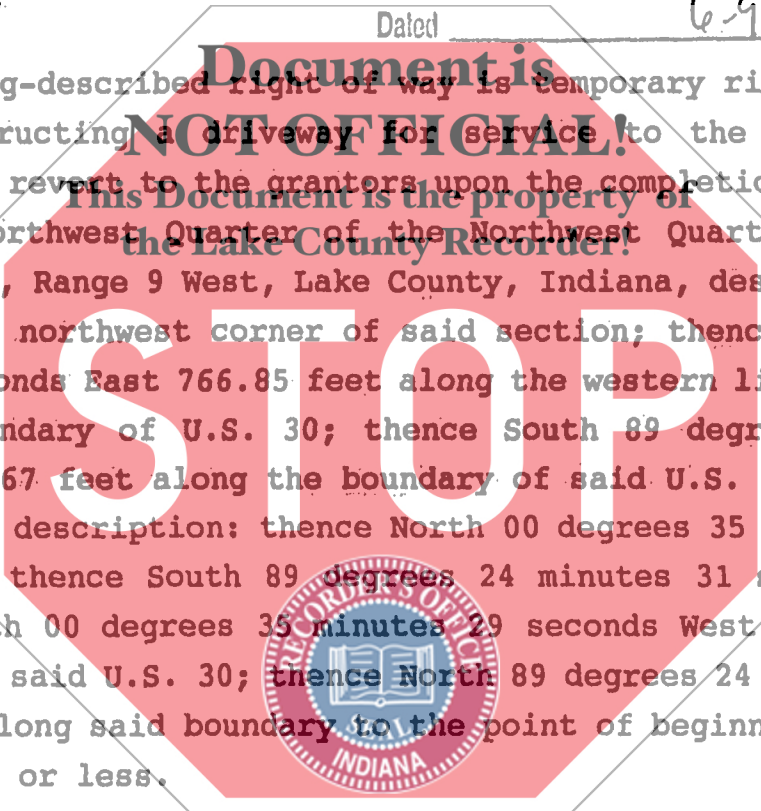 Dated 6-9
Document is
g-described right of way is temporary ri
NOT OFFICIAL!
ructing a driveway for service to the
This Document is the property of
revert to the grantors upon the completio
the Lake County Recorder!
orthwest Quarter of the Northwest Quart
, Range 9 West, Lake County, Indiana, des
northwest corner of said section; thenc
onds East 766.85 feet along the western li
STOP
ndary of U.S. 30; thence South 89 degr
67 feet along the boundary of said U.S.
description: thence North 00 degrees 35
thence South 89 degrees 24 minutes 31 s
h 00 degrees 35 minutes 29 seconds West
said U.S. 30; thence North 89 degrees 24
long said boundary to the point of beginn
or less.
RECORDER'S OFFICE
SEAL
INDIANA